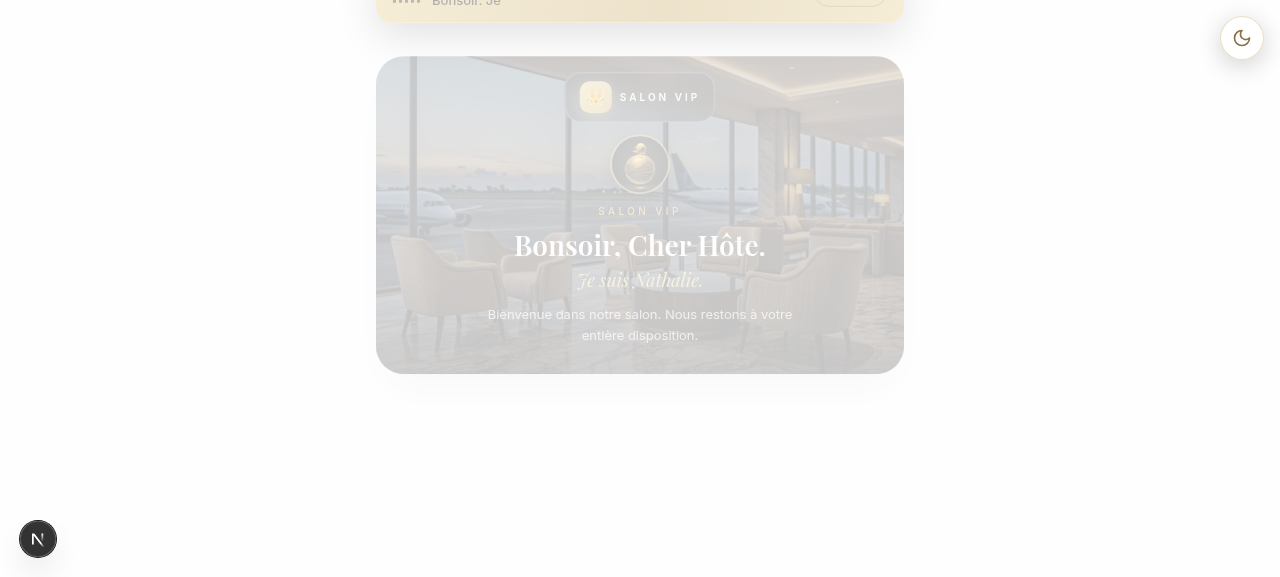 Bonsoir. Je
SALON VIP
SALON VIP
Bonsoir, Cher Hôte.
Je suis Nathalie.
Bienvenue dans notre salon. Nous restons à votre
entière disposition.
N